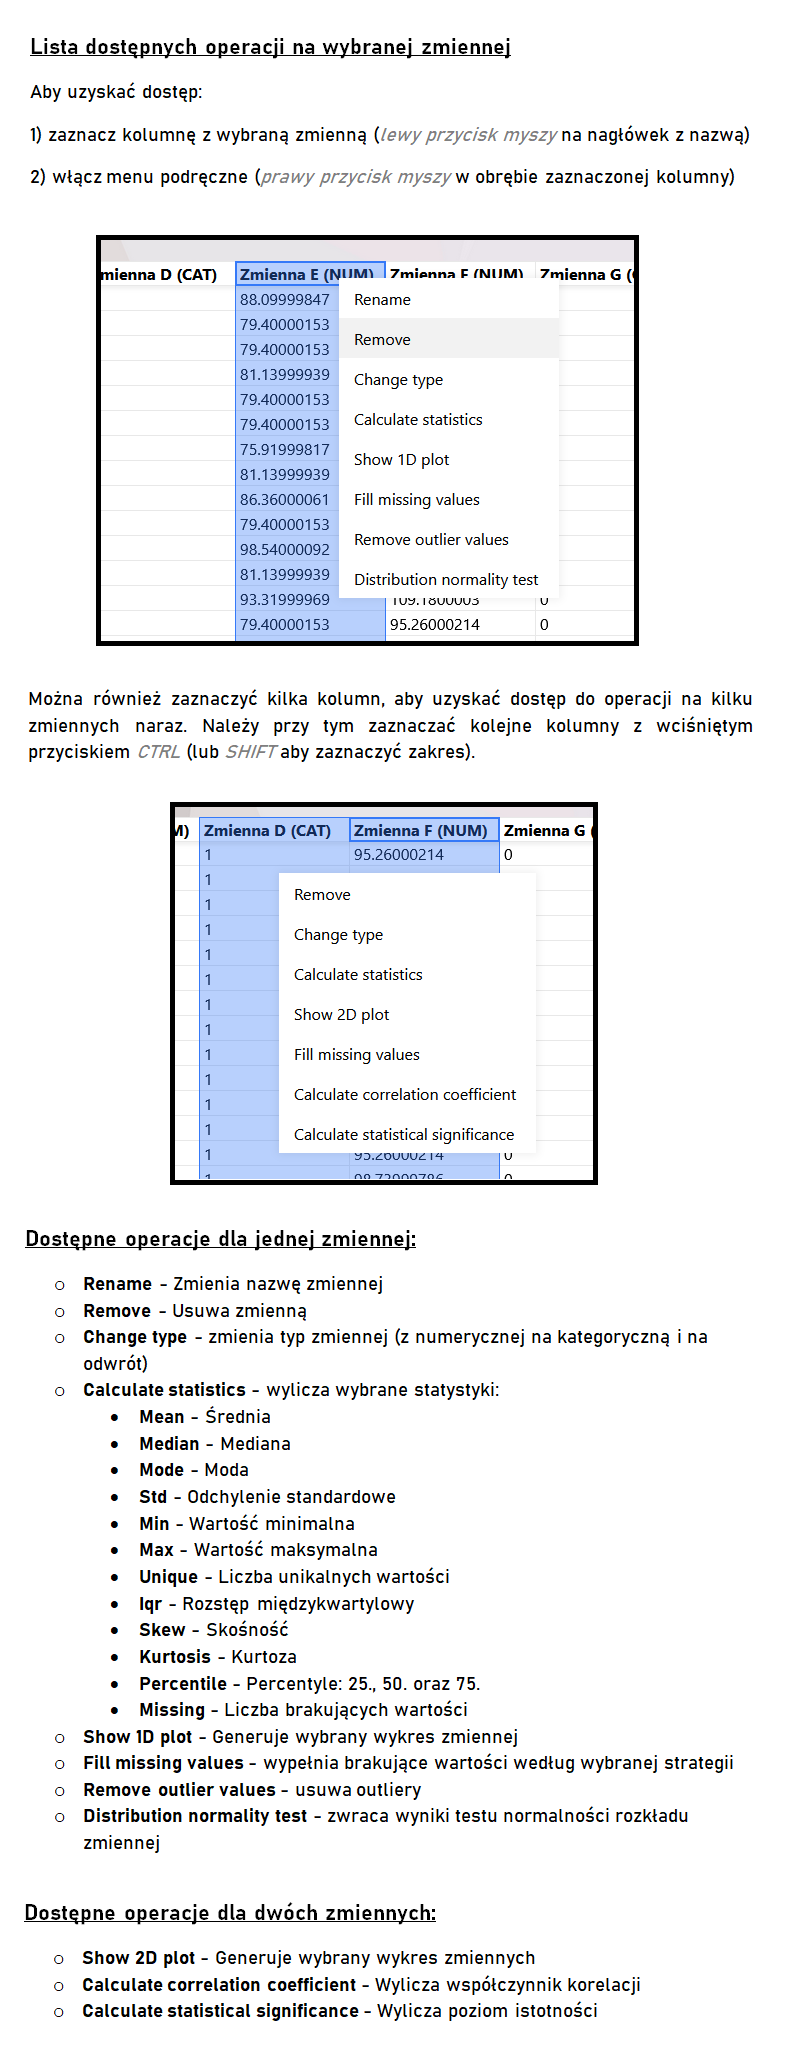 Lista dostępnych operacji na wybranej zmiennej
Aby uzyskać dostęp:
1) zaznacz kolumnę z wybraną zmienną (lewy przycisk myszy na nagłówek z nazwą)
2) włącz menu podręczne (prawy przycisk myszy w obrębie zaznaczonej kolumny)
mienna D (CAT) Zmienna E (NUM) Zmienna F (NUM) Zmienna G (
88.09999847
79.40000153
79.40000153
81.13999939
79.40000153
79.40000153
75.91999817
81.13999939
86.36000061
79.40000153
98.54000092
81.13999939
93.31999969 109.1800003 0
79.40000153 95.26000214 0
Rename
Remove
Change type
Calculate statistics
Show 1D plot
Fill missing values
Remove outlier values
Distribution normality test
Można również zaznaczyć kilka kolumn, aby uzyskać dostęp do operacji na kilku
zmiennych naraz. Należy przy tym zaznaczać kolejne kolumny z wciśniętym
przyciskiem CTRL (lub SHIFT aby zaznaczyć zakres).
M) Zmienna D (CAT) Zmienna F (NUM) Zmienna G (
1 95.26000214 0
1
1
1
1
1
1
1
1
1
1
1
1 95.26000214 0
1 98.73999786 0
Remove
Change type
Calculate statistics
Show 2D plot
Fill missing values
Calculate correlation coefficient
Calculate statistical significance
Dostępne operacje dla jednej zmiennej:
o Rename - Zmienia nazwę zmiennej
o Remove - Usuwa zmienną
o Change type - zmienia typ zmiennej (z numerycznej na kategoryczną i na
odwrót)
o Calculate statistics - wylicza wybrane statystyki:
• Mean - Średnia
• Median - Mediana
• Mode - Moda
• Std - Odchylenie standardowe
• Min - Wartość minimalna
• Max - Wartość maksymalna
• Unique - Liczba unikalnych wartości
• Iqr - Rozstęp międzykwartylowy
• Skew - Skośność
• Kurtosis - Kurtoza
• Percentile - Percentyle: 25., 50. oraz 75.
• Missing - Liczba brakujących wartości
o Show 1D plot - Generuje wybrany wykres zmiennej
o Fill missing values - wypełnia brakujące wartości według wybranej strategii
o Remove outlier values - usuwa outliery
o Distribution normality test - zwraca wyniki testu normalności rozkładu
zmiennej
Dostępne operacje dla dwóch zmiennych:
o Show 2D plot - Generuje wybrany wykres zmiennych
o Calculate correlation coefficient - Wylicza współczynnik korelacji
o Calculate statistical significance - Wylicza poziom istotności